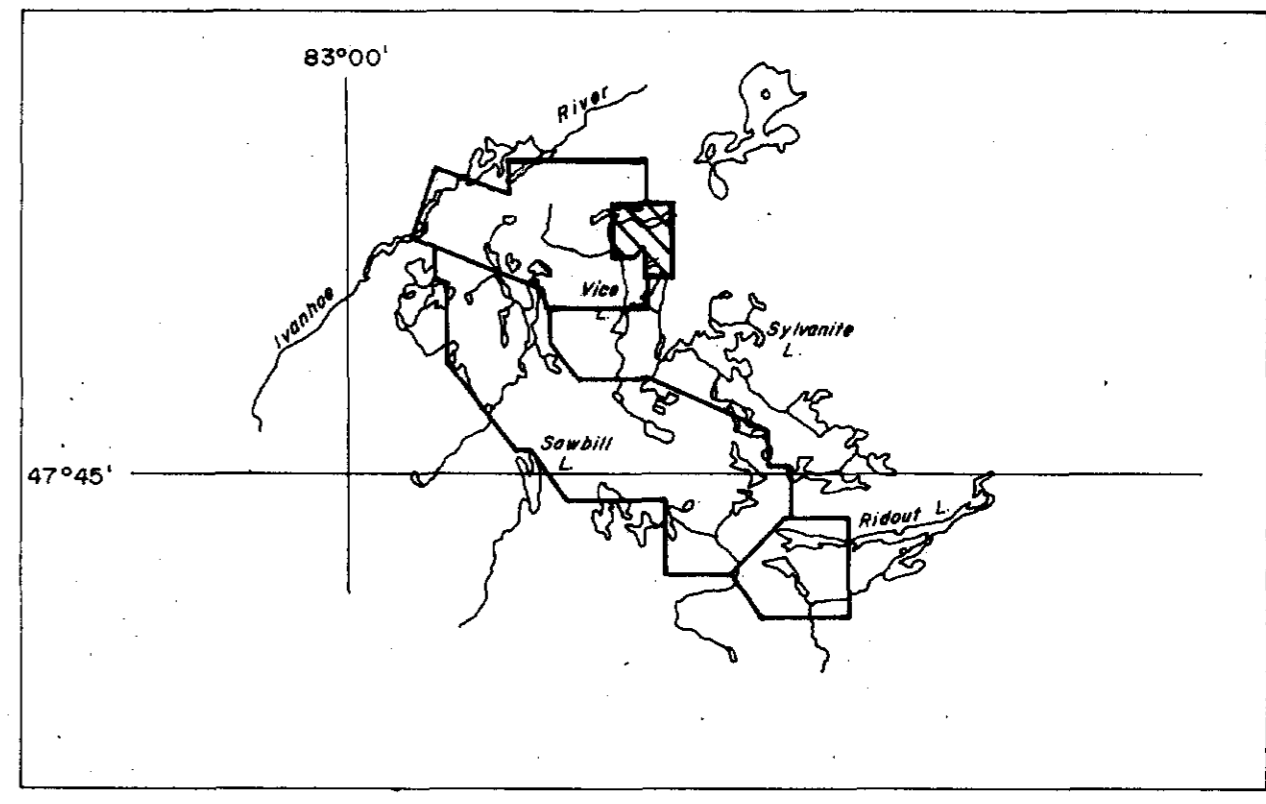 83°00'
River
Ivanhoe
Vice
L.
Sylvanite
L.
Sawbill
L.
47°45'
Ridout L.